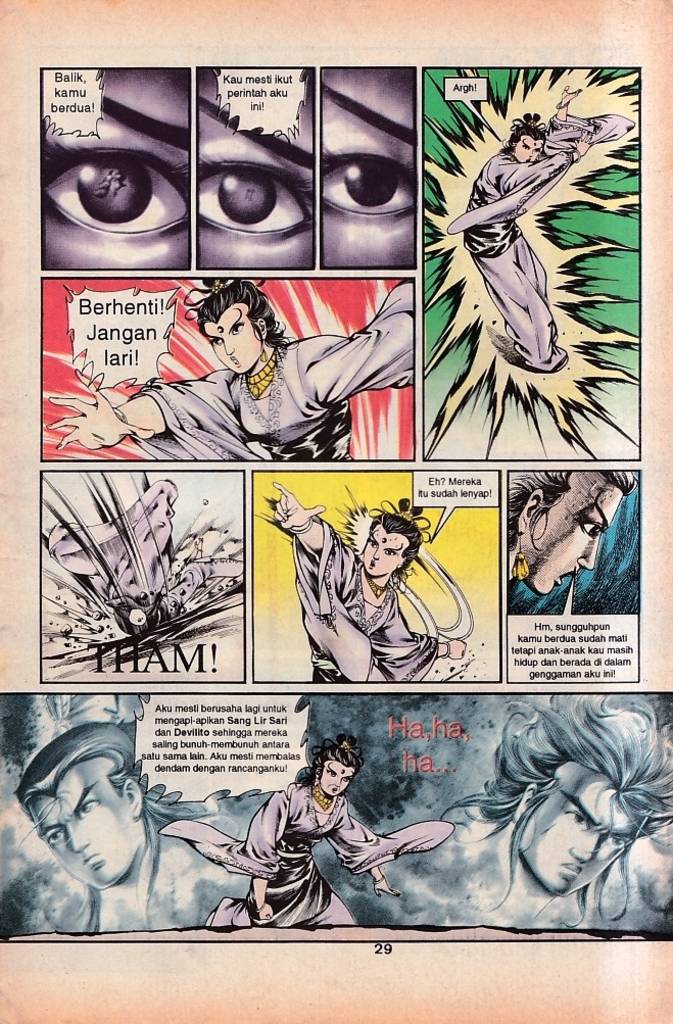 Balik,
kamu
berdua!
Kau mesti ikut
perintah aku
ini!
Argh!
Berhenti!
Jangan
lari!
THAM!
Eh? Mereka
itu sudah lenyap!
Hm, sungguhpun
kamu berdua sudah mati
tetapi anak-anak kau masih
hidup dan berada di dalam
genggaman aku ini!
Aku mesti berusaha lagi untuk
mengapi-apikan Sang Lir Sari
dan Devilito sehingga mereka
saling bunuh-membunuh antara
satu sama lain. Aku mesti membalas
dendam dengan rancanganku!
Ha, ha,
ha...
29